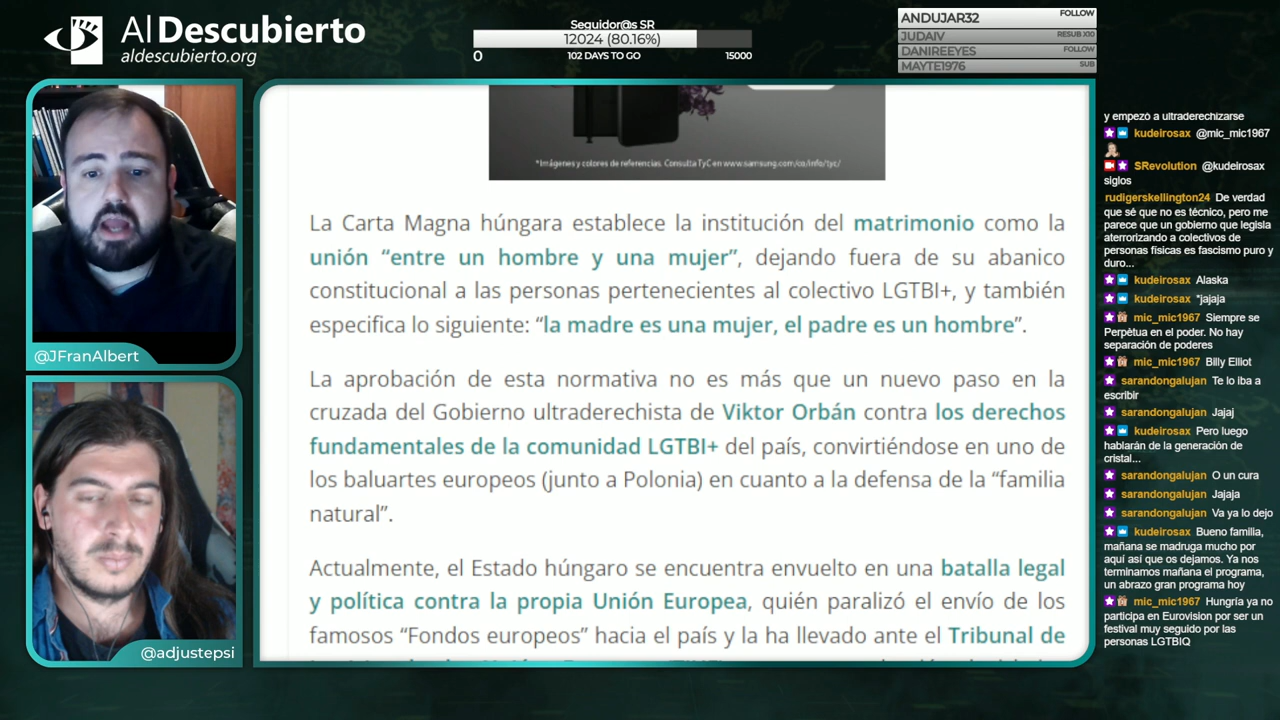 Al Descubierto
aldescubierto.org
Seguidor@s SR
12024 (80.16%)
0
102 DAYS TO GO
15000
ANDUJAR32 FOLLOW
JUDAIV RESUB X10
DANIREEYES FOLLOW
MAYTE1976 SUB
@JFranAlbert
@adjustepsi
*Imágenes y colores de referencias. Consulta TyC en www.samsung.com/co/info/tyc/
La Carta Magna húngara establece la institución del matrimonio como la
unión “entre un hombre y una mujer”, dejando fuera de su abanico
constitucional a las personas pertenecientes al colectivo LGTBI+, y también
especifica lo siguiente: “la madre es una mujer, el padre es un hombre”.
La aprobación de esta normativa no es más que un nuevo paso en la
cruzada del Gobierno ultraderechista de Viktor Orbán contra los derechos
fundamentales de la comunidad LGTBI+ del país, convirtiéndose en uno de
los baluartes europeos (junto a Polonia) en cuanto a la defensa de la “familia
natural”.
Actualmente, el Estado húngaro se encuentra envuelto en una batalla legal
y política contra la propia Unión Europea, quién paralizó el envío de los
famosos “Fondos europeos” hacia el país y la ha llevado ante el Tribunal de
y empezó a ultraderechizarse
kudeirosax @mic_mic1967
SRevolution @kudeirosax
siglos
rudigerskellington24 De verdad
que sé que no es técnico, pero me
parece que un gobierno que legisla
aterrorizando a colectivos de
personas físicas es fascismo puro y
duro...
kudeirosax Alaska
kudeirosax *jajaja
mic_mic1967 Siempre se
Perpètua en el poder. No hay
separación de poderes
mic_mic1967 Billy Elliot
sarandongalujan Te lo iba a
escribir
sarandongalujan Jajaj
kudeirosax Pero luego
hablarán de la generación de
cristal...
sarandongalujan O un cura
sarandongalujan Jajaja
sarandongalujan Va ya lo dejo
kudeirosax Bueno familia,
mañana se madruga mucho por
aquí así que os dejamos. Ya nos
terminamos mañana el programa,
un abrazo gran programa hoy
mic_mic1967 Hungría ya no
participa en Eurovision por ser un
festival muy seguido por las
personas LGTBIQ